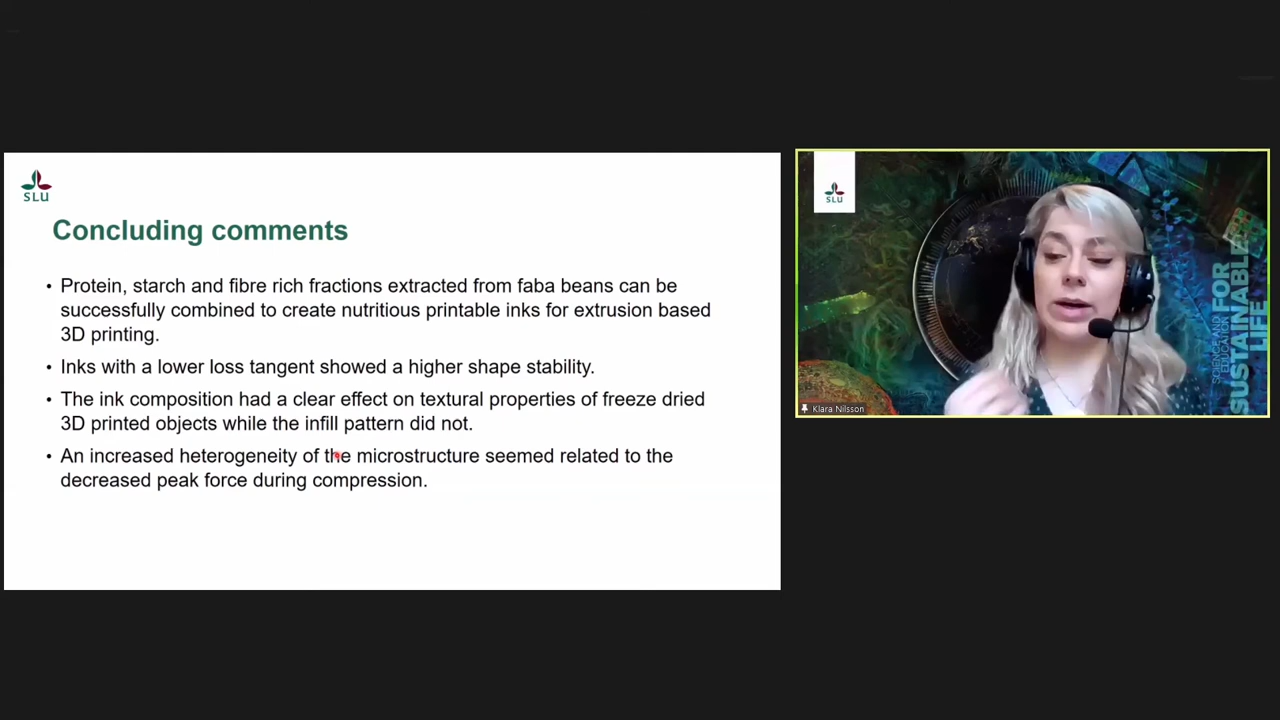 SLU
Concluding comments
• Protein, starch and fibre rich fractions extracted from faba beans can be
successfully combined to create nutritious printable inks for extrusion based
3D printing.
• Inks with a lower loss tangent showed a higher shape stability.
• The ink composition had a clear effect on textural properties of freeze dried
3D printed objects while the infill pattern did not.
• An increased heterogeneity of the microstructure seemed related to the
decreased peak force during compression.
SLU
SCIENCE AND
EDUCATION FOR
SUSTAINABLE
LIFE
Klara Nilsson